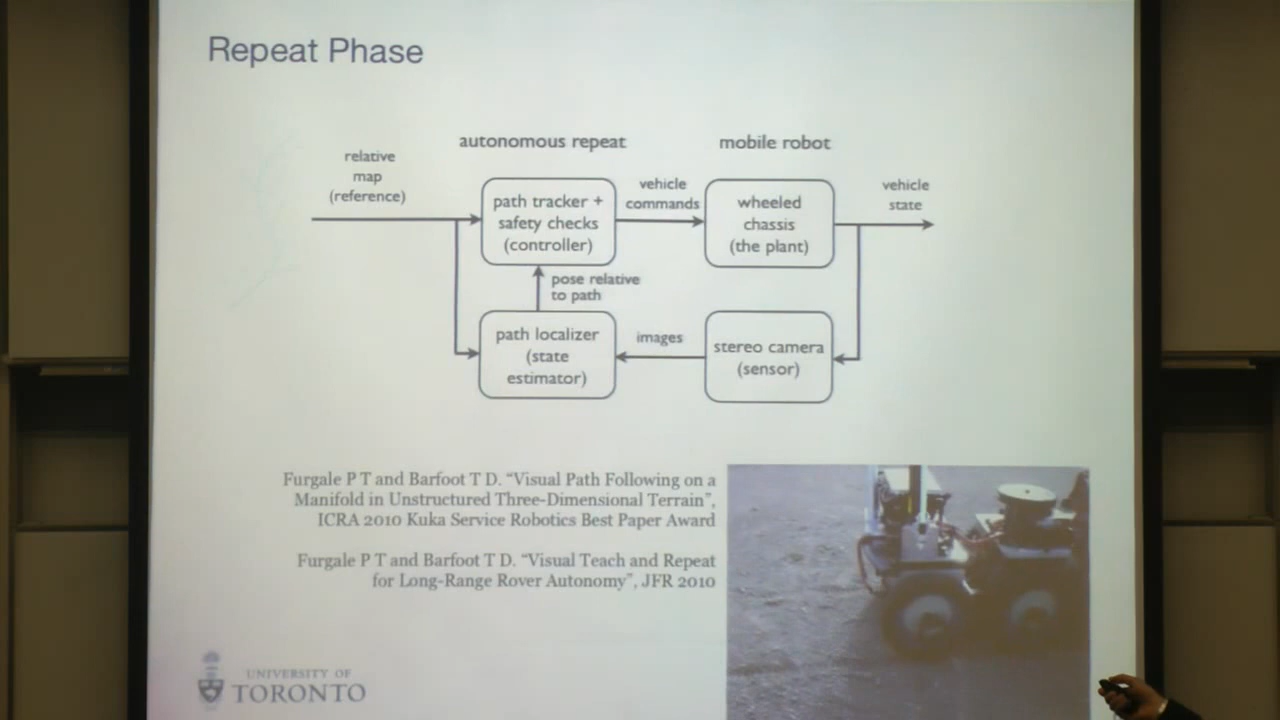 Repeat Phase
autonomous repeat
mobile robot
relative
map
(reference)
path tracker +
safety checks
(controller)
vehicle
commands
wheeled
chassis
(the plant)
vehicle
state
pose relative
to path
path localizer
(state
estimator)
images
stereo camera
(sensor)
Furgale P T and Barfoot T D. “Visual Path Following on a
Manifold in Unstructured Three-Dimensional Terrain”,
ICRA 2010 Kuka Service Robotics Best Paper Award
Furgale P T and Barfoot T D. “Visual Teach and Repeat
for Long-Range Rover Autonomy”, JFR 2010
UNIVERSITY OF
TORONTO